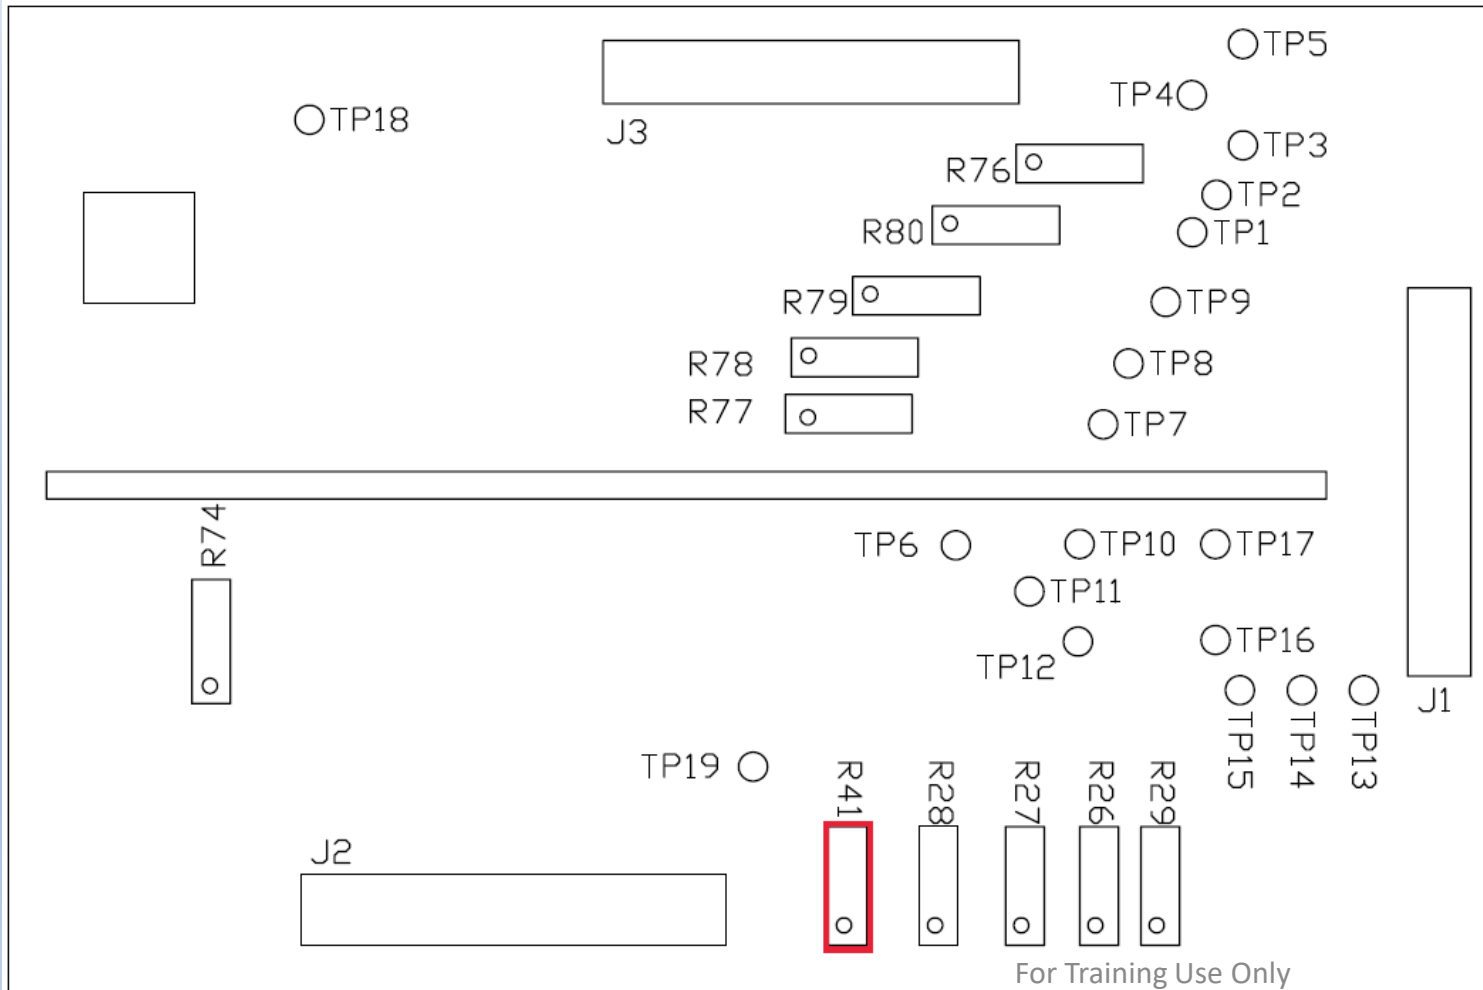 TP5
TP4
TP18
J3
TP3
R76
TP2
R80
TP1
R79
TP9
R78
TP8
R77
TP7
R74
TP6
TP10
TP17
TP11
TP12
TP16
J1
TP15
TP14
TP13
TP19
R41
R28
R27
R26
R29
J2
For Training Use Only